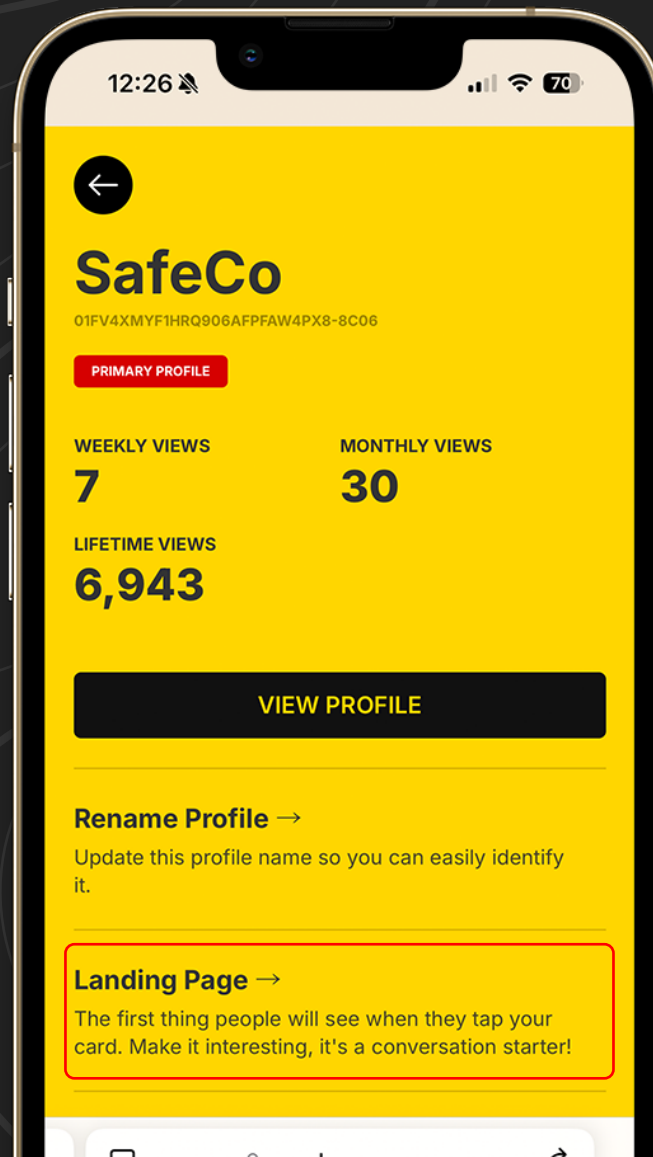 12:26
70
SafeCo
01FV4XMYF1HRQ906AFPFAW4PX8-8C06
PRIMARY PROFILE
WEEKLY VIEWS
MONTHLY VIEWS
7
30
LIFETIME VIEWS
6,943
VIEW PROFILE
Rename Profile →
Update this profile name so you can easily identify
it.
Landing Page →
The first thing people will see when they tap your
card. Make it interesting, it's a conversation starter!